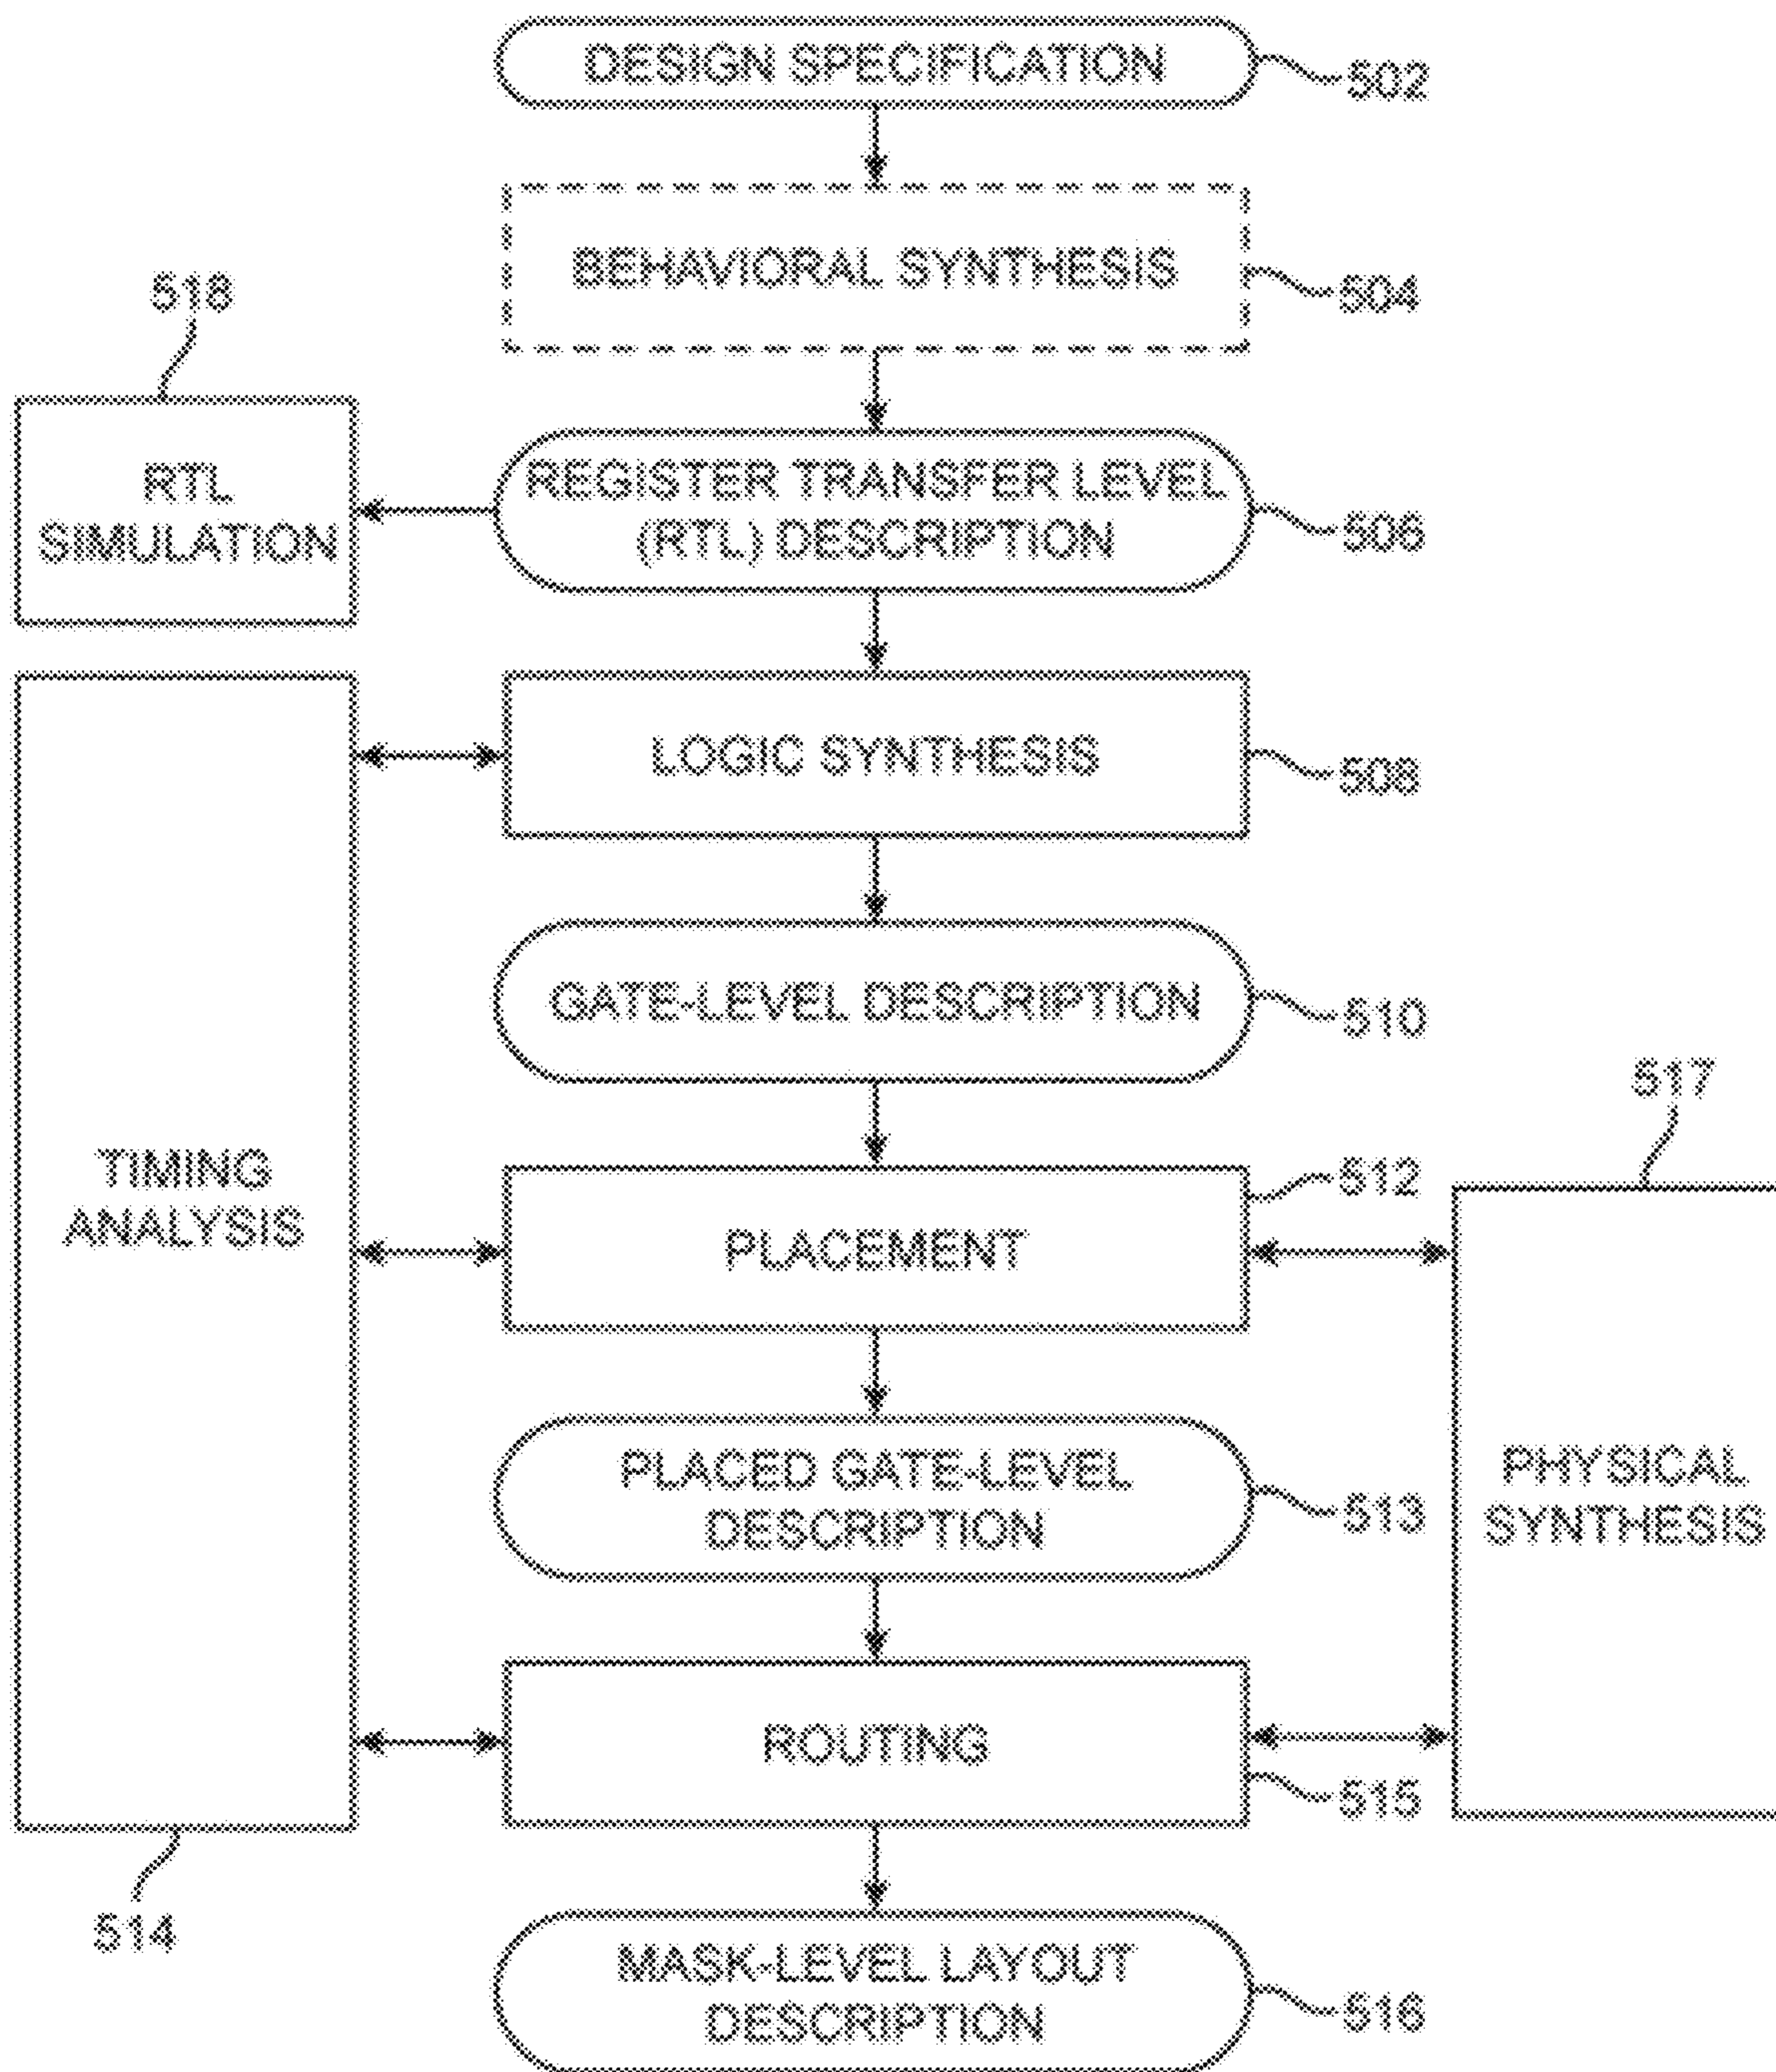 DESIGN SPECIFICATION
502
BEHAVIORAL SYNTHESIS
504
518
RTL
SIMULATION
REGISTER TRANSFER LEVEL
(RTL) DESCRIPTION
506
LOGIC SYNTHESIS
508
GATE-LEVEL DESCRIPTION
510
517
TIMING
ANALYSIS
512
PLACEMENT
PLACED GATE-LEVEL
DESCRIPTION
513
PHYSICAL
SYNTHESIS
ROUTING
515
514
MASK-LEVEL LAYOUT
DESCRIPTION
516